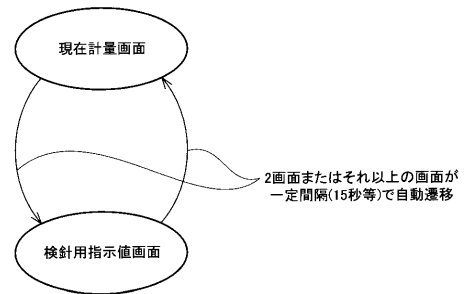 現在計量画面
2画面またはそれ以上の画面が
一定間隔(15秒等)で自動遷移
検針用指示値画面